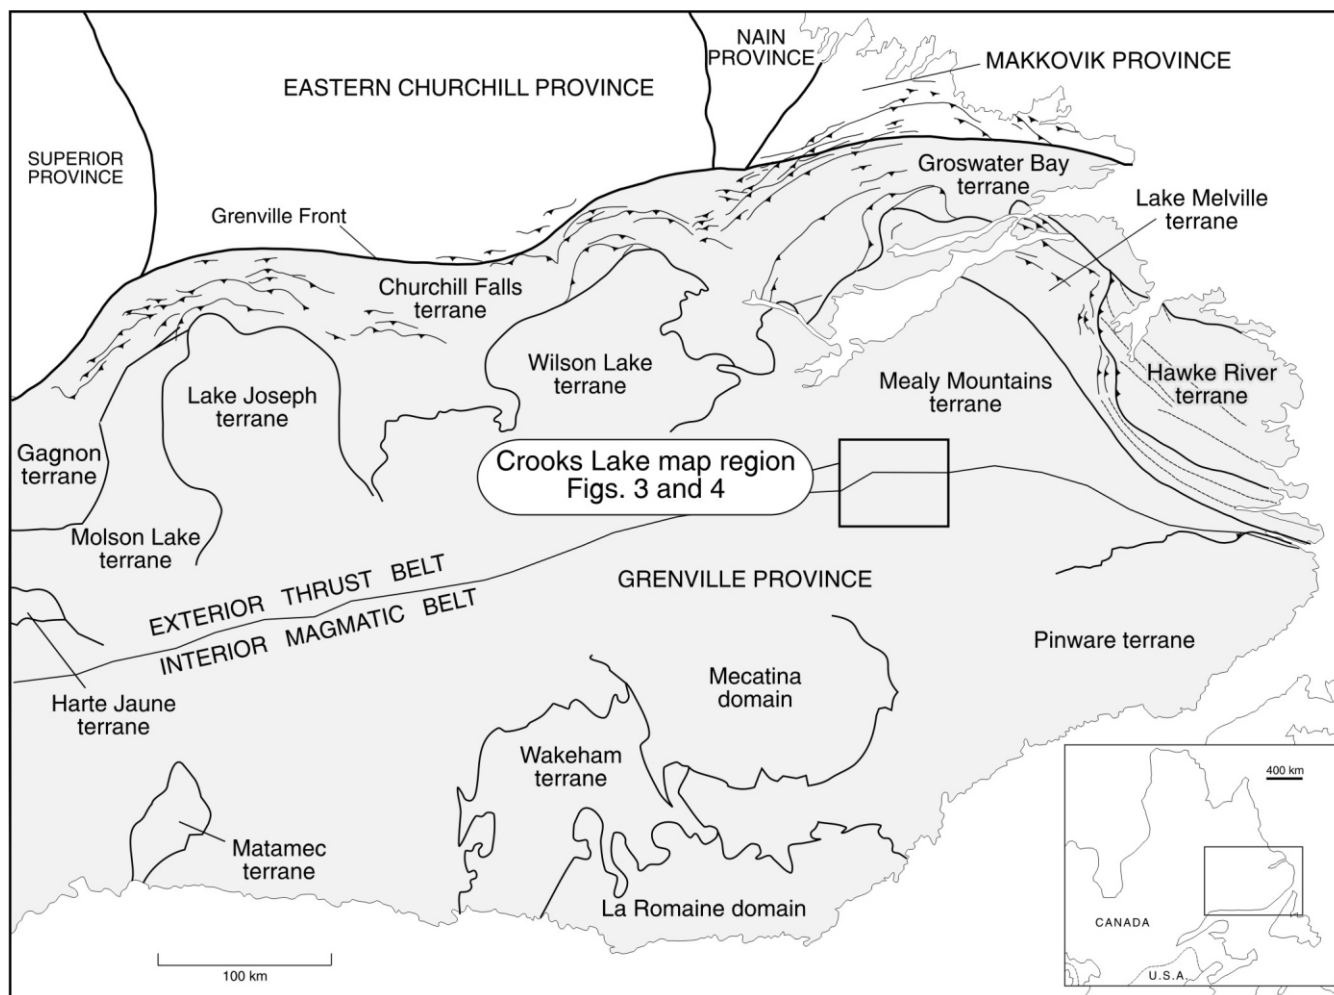 NAIN
PROVINCE
MAKKOVIK PROVINCE
EASTERN CHURCHILL PROVINCE
SUPERIOR
PROVINCE
Groswater Bay
terrane
Lake Melville
terrane
Grenville Front
Churchill Falls
terrane
Wilson Lake
terrane
Mealy Mountains
terrane
Hawke River
terrane
Lake Joseph
terrane
Gagnon
terrane
Crooks Lake map region
Figs. 3 and 4
Molson Lake
terrane
EXTERIOR THRUST BELT
INTERIOR MAGMATIC BELT
GRENVILLE PROVINCE
Pinware terrane
Harte Jaune
terrane
Mecatina
domain
Wakeham
terrane
Matamec
terrane
La Romaine domain
100 km
400 km
CANADA
U.S.A.